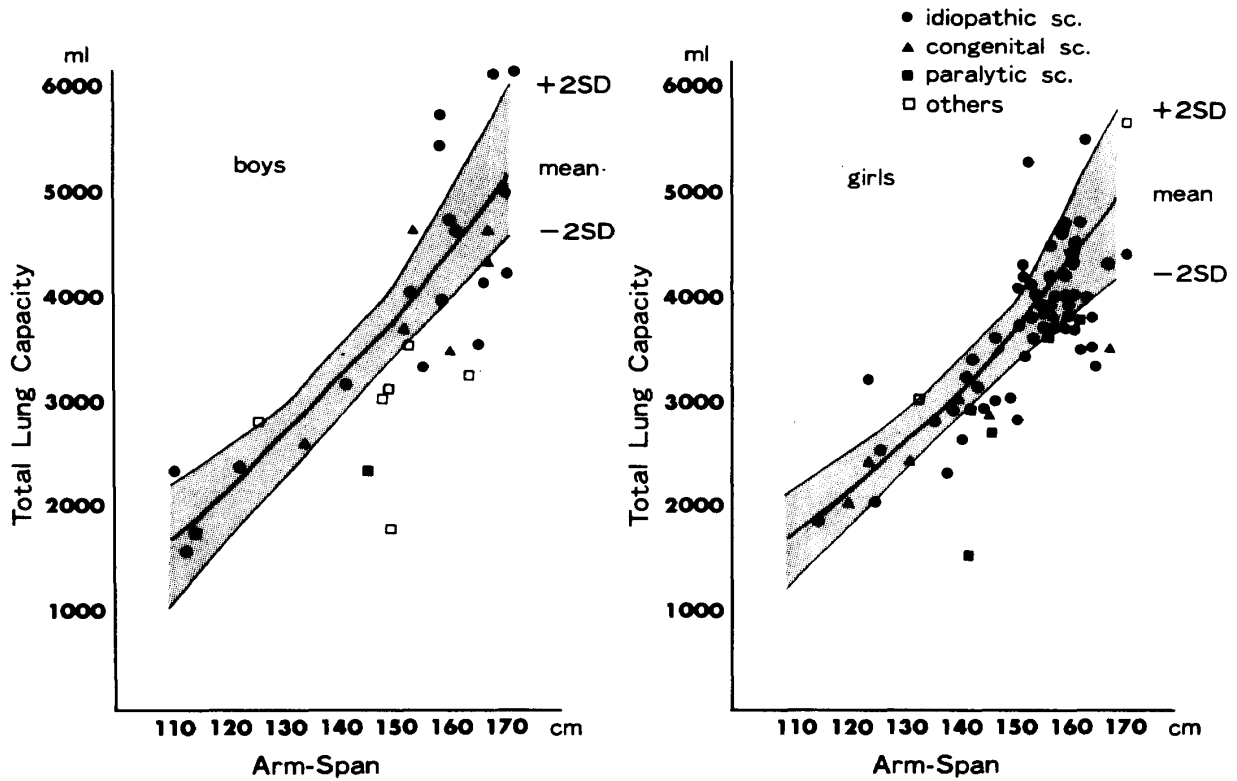 ml
6000
5000
4000
3000
2000
1000
Total Lung Capacity
boys
+2SD
mean
−2SD
110 120 130 140 150 160 170 cm
Arm-Span
● idiopathic sc.
▲ congenital sc.
■ paralytic sc.
□ others
ml
6000
5000
4000
3000
2000
1000
Total Lung Capacity
girls
+2SD
mean
−2SD
110 120 130 140 150 160 170 cm
Arm-Span